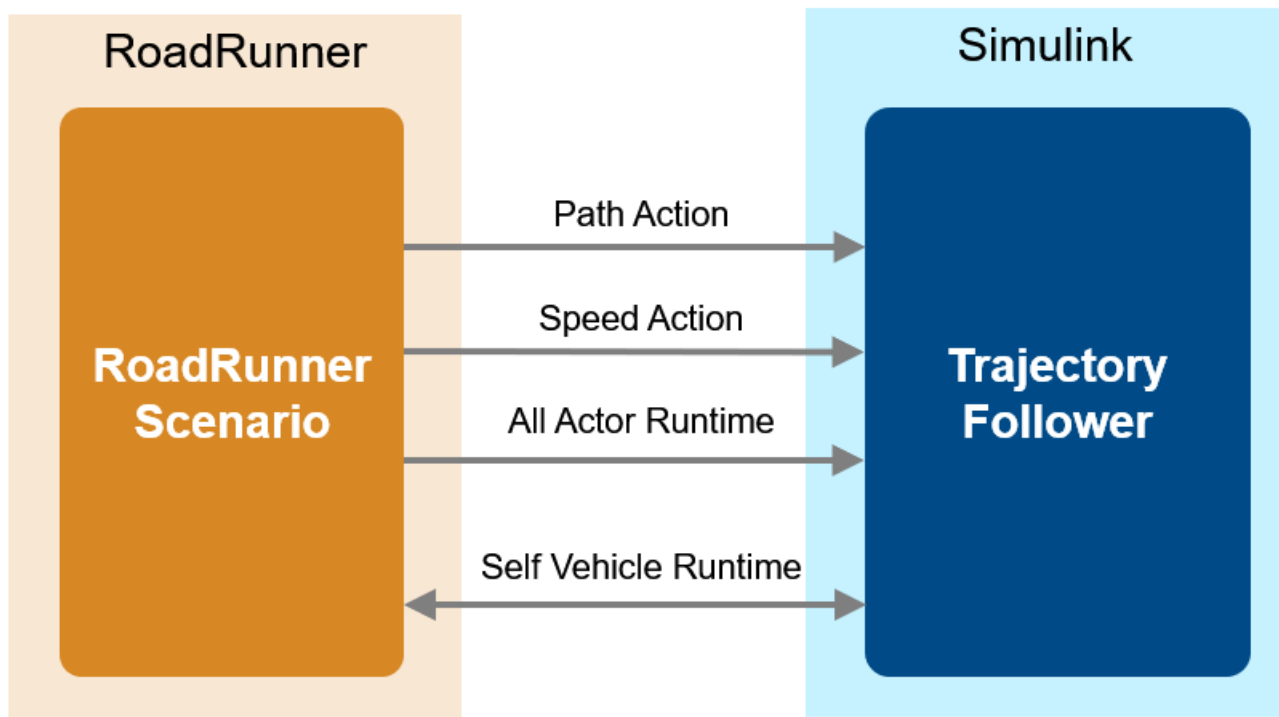 RoadRunner
Simulink
Path Action
Speed Action
RoadRunner
Scenario
Trajectory
Follower
All Actor Runtime
Self Vehicle Runtime